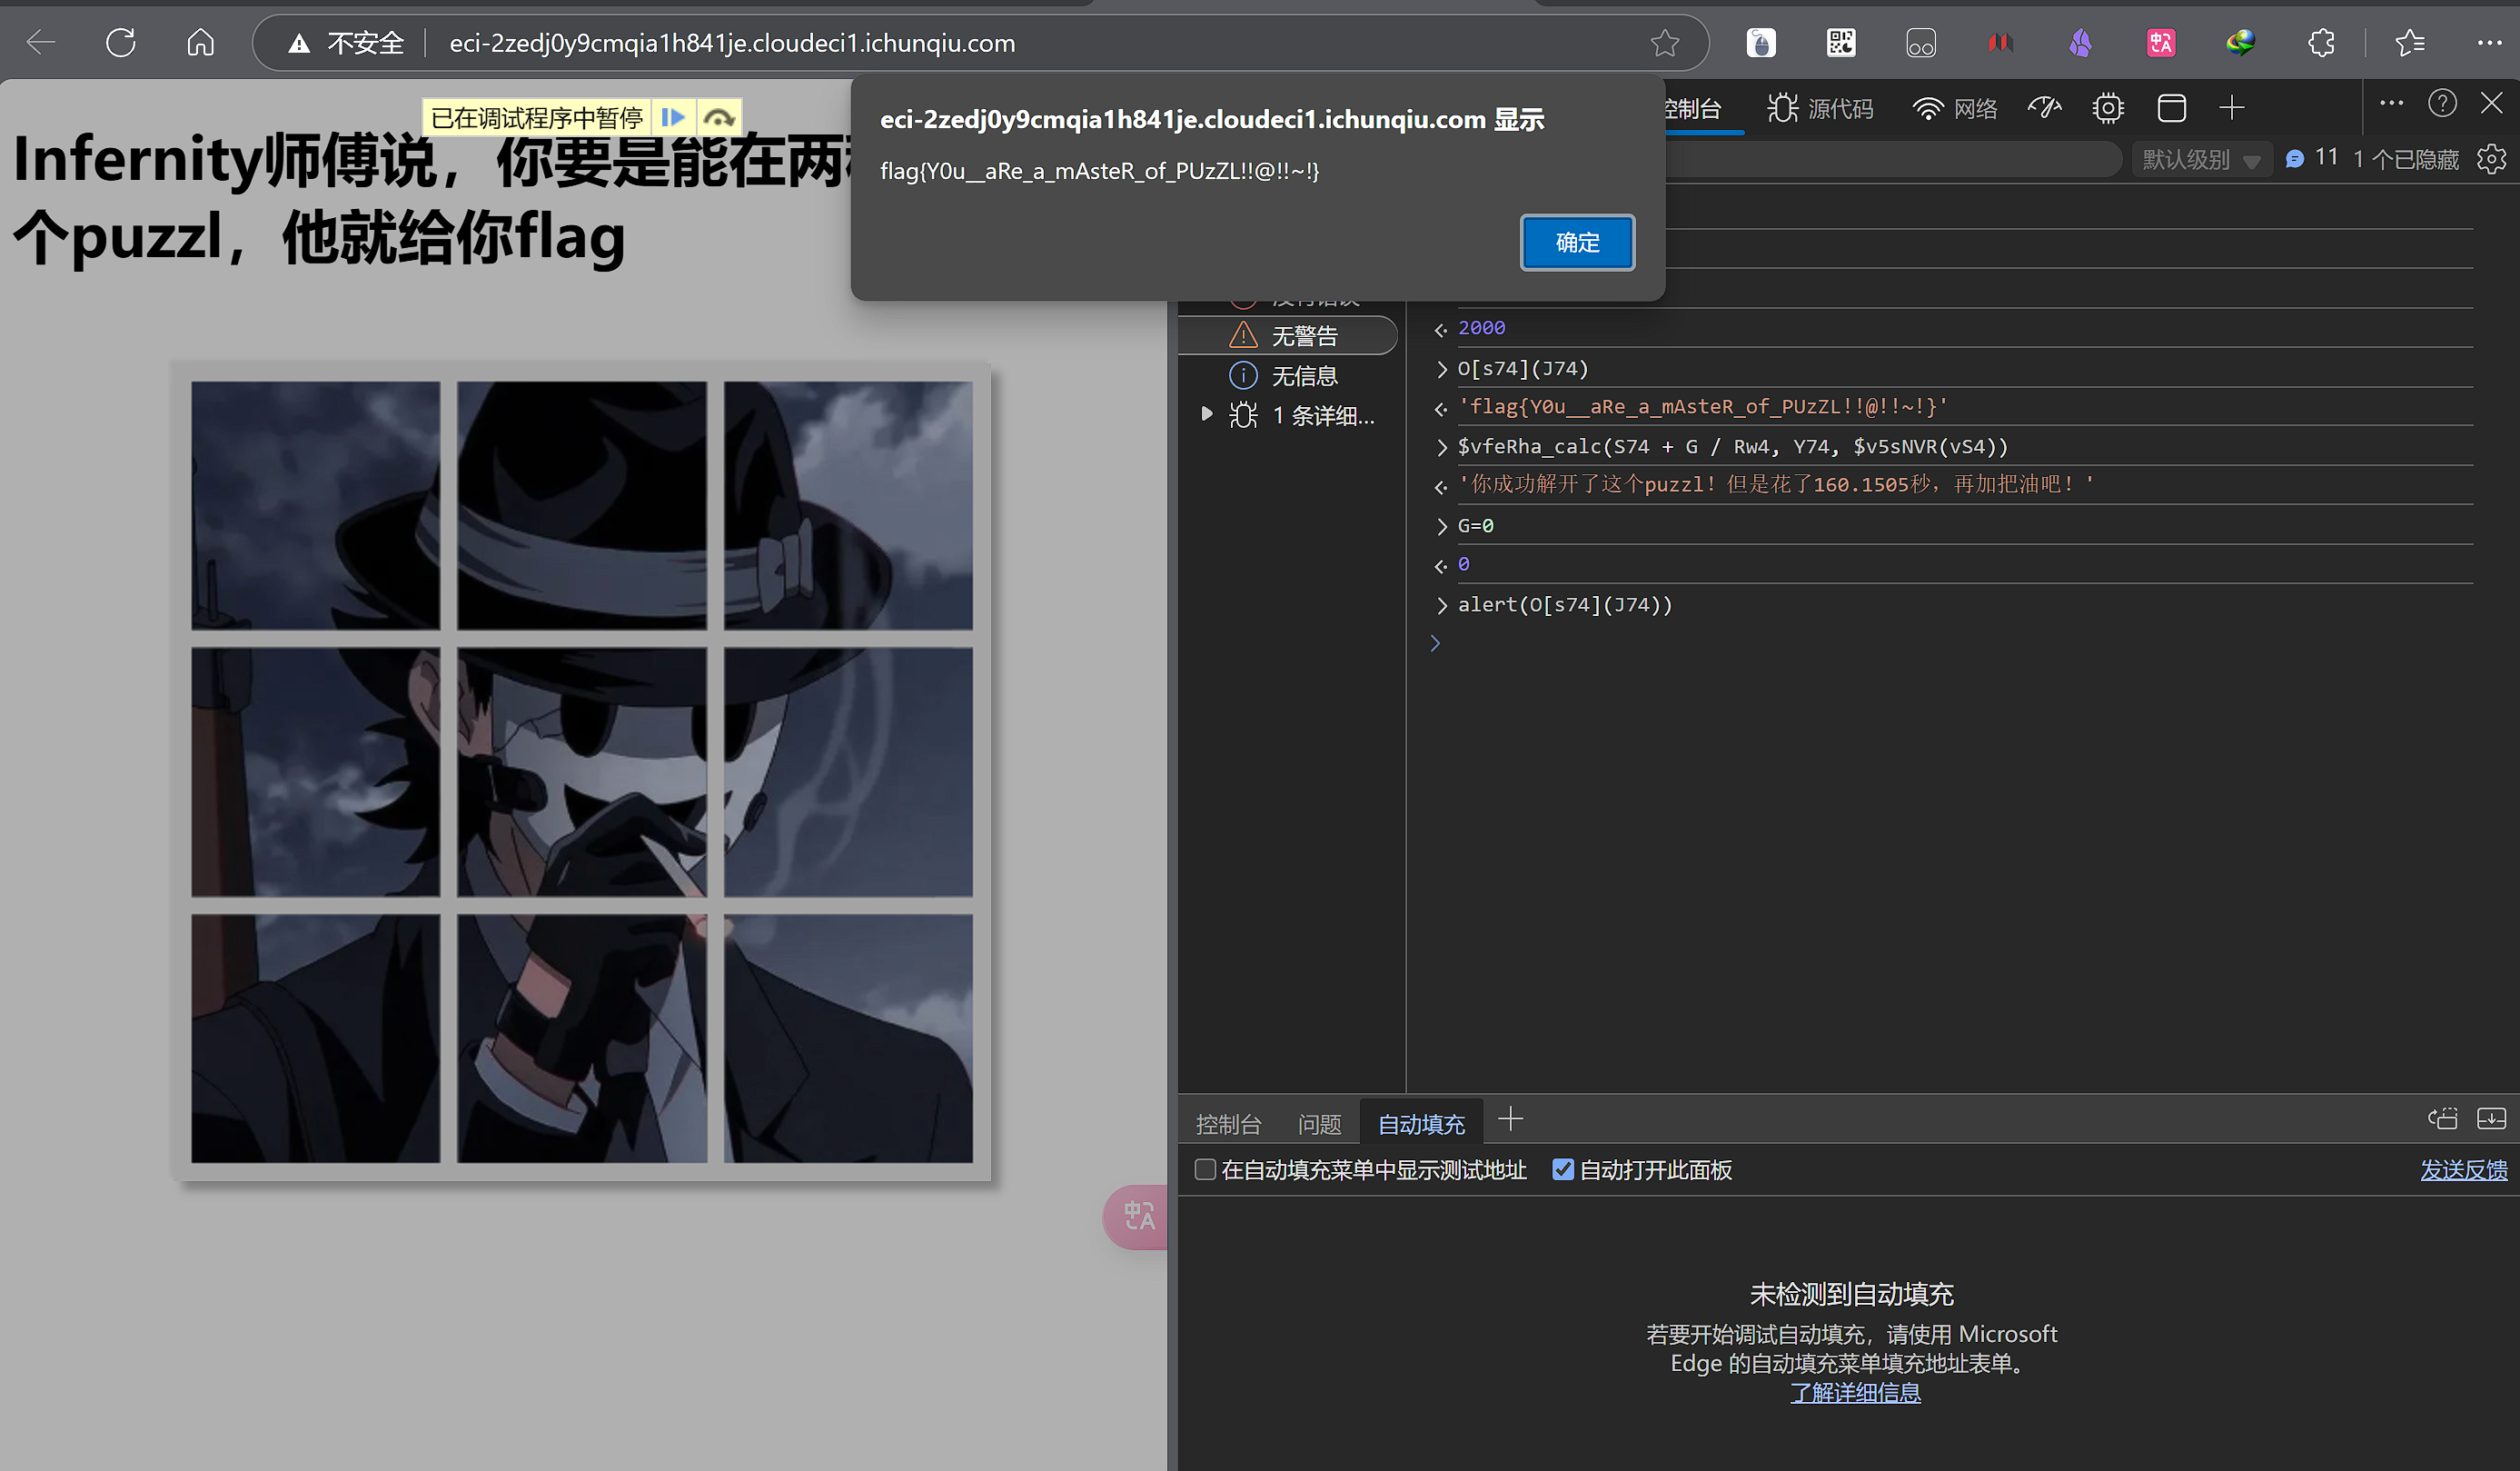 不安全 eci-2zedj0y9cmqia1h841je.cloudeci1.ichunqiu.com
已在调试程序中暂停
Infernity师傅说，你要是能在两
个puzzl，他就给你flag
eci-2zedj0y9cmqia1h841je.cloudeci1.ichunqiu.com 显示
flag{Y0u__aRe_a_mAsteR_of_PUzZL!!@!!~!}
确定
控制台 源代码 网络
默认级别 11 1 个已隐藏
无警告
无信息
1 条详细...
2000
O[s74](J74)
'flag{Y0u__aRe_a_mAsteR_of_PUzZL!!@!!~!}'
$vfeRha_calc(S74 + G / Rw4, Y74, $v5sNVR(vS4))
'你成功解开了这个puzzl！但是花了160.1505秒，再加把油吧！'
G=0
0
alert(O[s74](J74))
控制台 问题 自动填充
在自动填充菜单中显示测试地址 自动打开此面板 发送反馈
未检测到自动填充
若要开始调试自动填充，请使用 Microsoft
Edge 的自动填充菜单填充地址表单。
了解详细信息